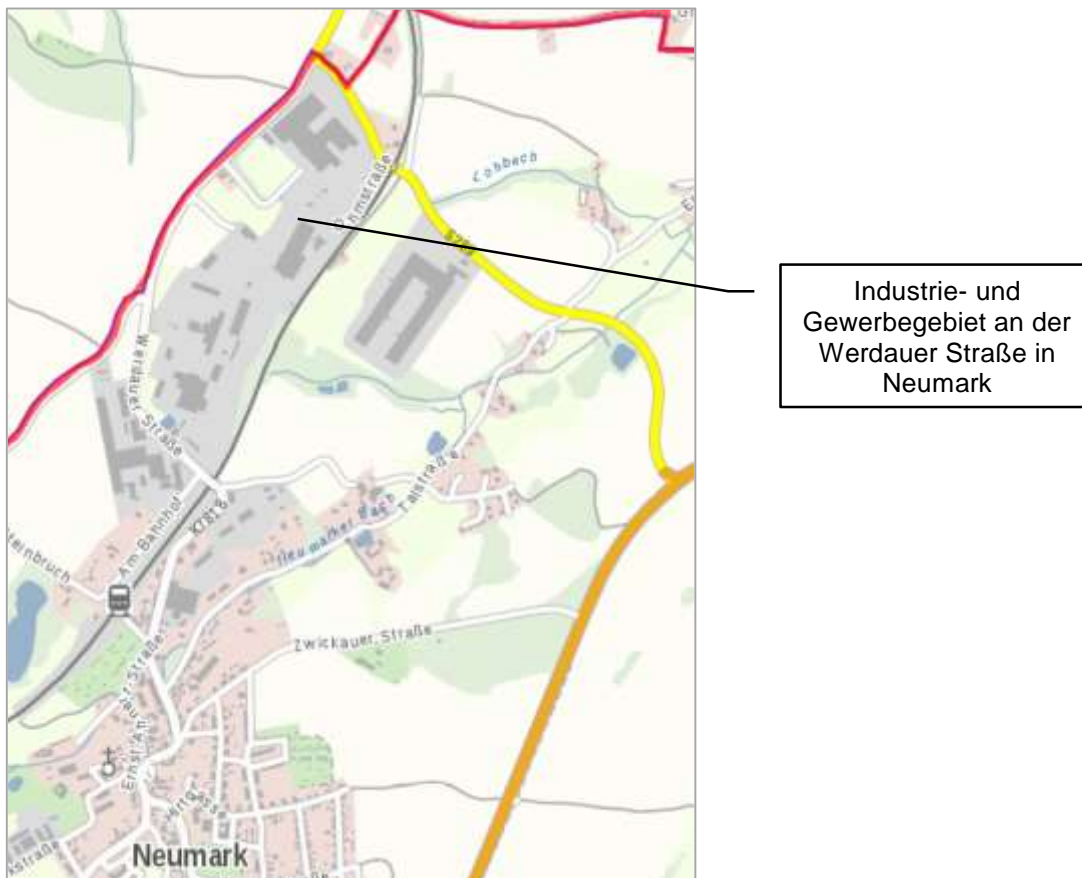 Lohbach
Werdauer Straße
Am Bahnhof
K7818
Talstraße
Neumarker Bach
Zwickauer Straße
Neumark
Industrie- und
Gewerbegebiet an der
Werdauer Straße in
Neumark